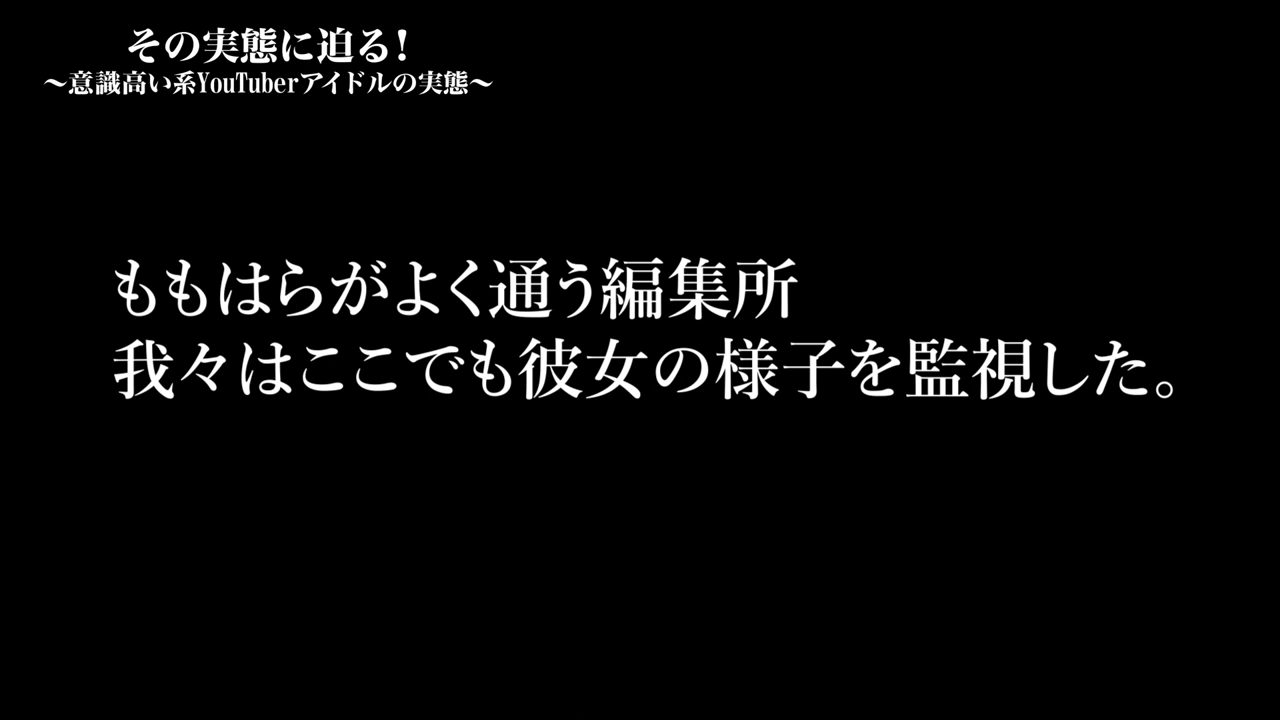 その実態に迫る!
～意識高い系YouTuberアイドルの実態～
ももはらがよく通う編集所
我々はここでも彼女の様子を監視した。